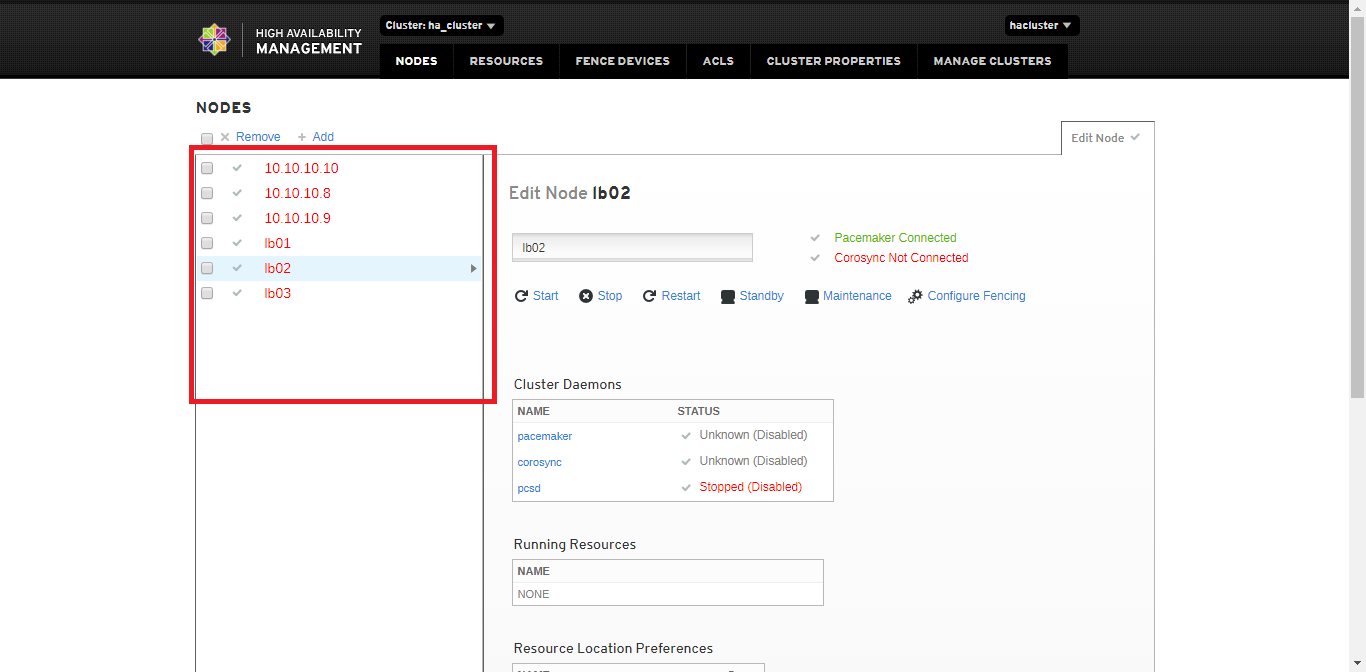 Cluster: ha_cluster
hacluster
HIGH AVAILABILITY
MANAGEMENT
NODES RESOURCES FENCE DEVICES ACLS CLUSTER PROPERTIES MANAGE CLUSTERS
NODES
Remove Add
Edit Node
10.10.10.10
10.10.10.8
10.10.10.9
lb01
lb02
lb03
Edit Node lb02
lb02
Pacemaker Connected
Corosync Not Connected
Start Stop Restart Standby Maintenance Configure Fencing
Cluster Daemons
NAME STATUS
pacemaker Unknown (Disabled)
corosync Unknown (Disabled)
pcsd Stopped (Disabled)
Running Resources
NAME
NONE
Resource Location Preferences